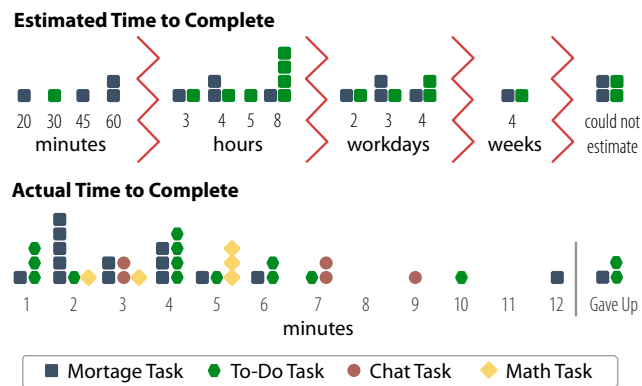 Estimated Time to Complete
20 30 45 60 3 4 5 8 2 3 4 4 could not
minutes hours workdays weeks estimate
Actual Time to Complete
1 2 3 4 5 6 7 8 9 10 11 12 Gave Up
minutes
Mortage Task To-Do Task Chat Task Math Task